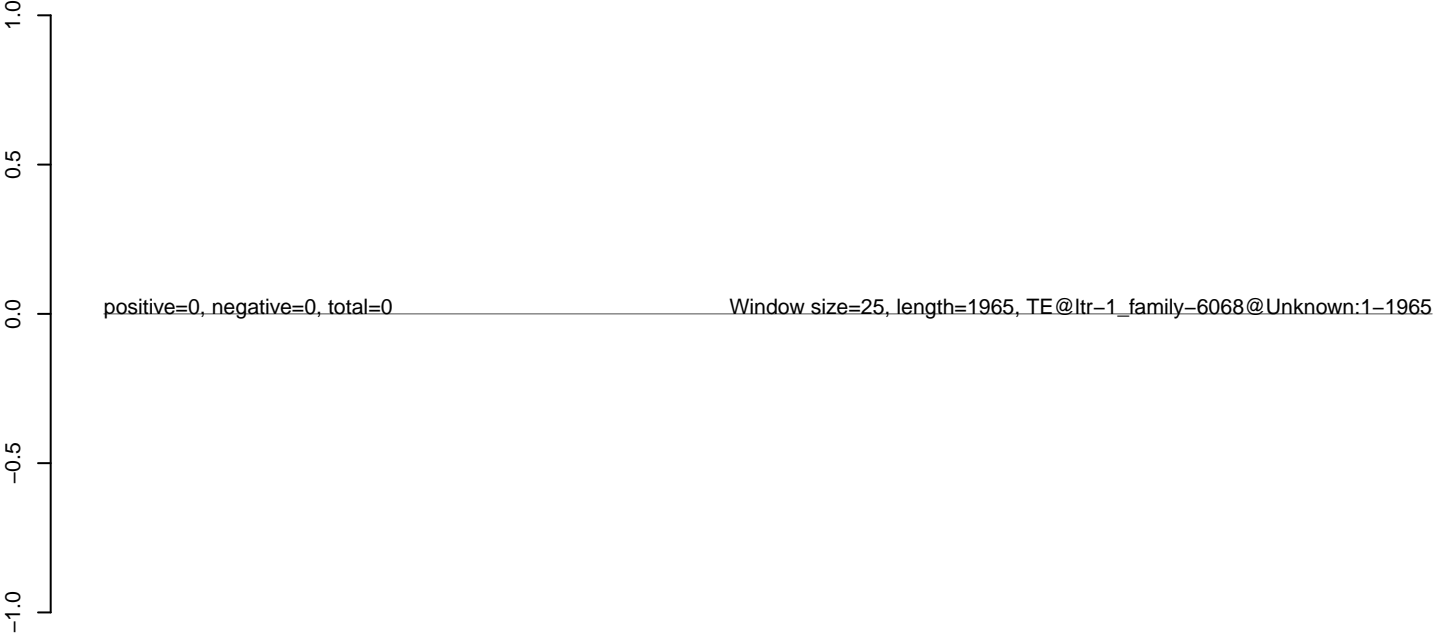 1.0
0.5
0.0
−0.5
−1.0
positive=0, negative=0, total=0
Window size=25, length=1965, TE@ltr−1_family−6068@Unknown:1−1965